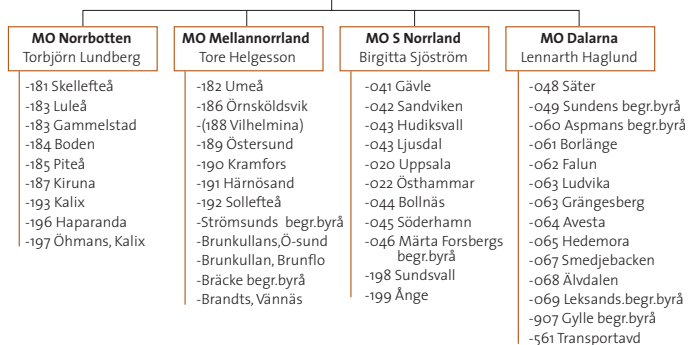 MO Norrbotten
Torbjörn Lundberg
-181 Skellefteå
-183 Luleå
-183 Gammelstad
-184 Boden
-185 Piteå
-187 Kiruna
-193 Kalix
-196 Haparanda
-197 Öhmans, Kalix
MO Mellannorrland
Tore Helgesson
-182 Umeå
-186 Örnsköldsvik
-(188 Vilhelmina)
-189 Östersund
-190 Kramfors
-191 Härnösand
-192 Sollefteå
-Strömsunds begr.byrå
-Brunkullans,Ö-sund
-Brunkullan, Brunflo
-Bräcke begr.byrå
-Brandts, Vännäs
MO S Norrland
Birgitta Sjöström
-041 Gävle
-042 Sandviken
-043 Hudiksvall
-043 Ljusdal
-020 Uppsala
-022 Östhammar
-044 Bollnäs
-045 Söderhamn
-046 Märta Forsbergs
begr.byrå
-198 Sundsvall
-199 Ånge
MO Dalarna
Lennarth Haglund
-048 Säter
-049 Sundens begr.byrå
-060 Aspmans begr.byrå
-061 Borlänge
-062 Falun
-063 Ludvika
-063 Grängesberg
-064 Avesta
-065 Hedemora
-067 Smedjebacken
-068 Älvdalen
-069 Leksands.begr.byrå
-907 Gylle begr.byrå
-561 Transportavd